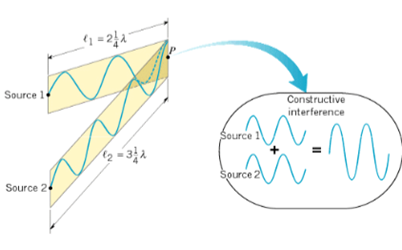 ℓ₁ = 2¼λ
P
Source 1
Constructive
interference
Source 1
+
=
Source 2
ℓ₂ = 3¼λ
Source 2